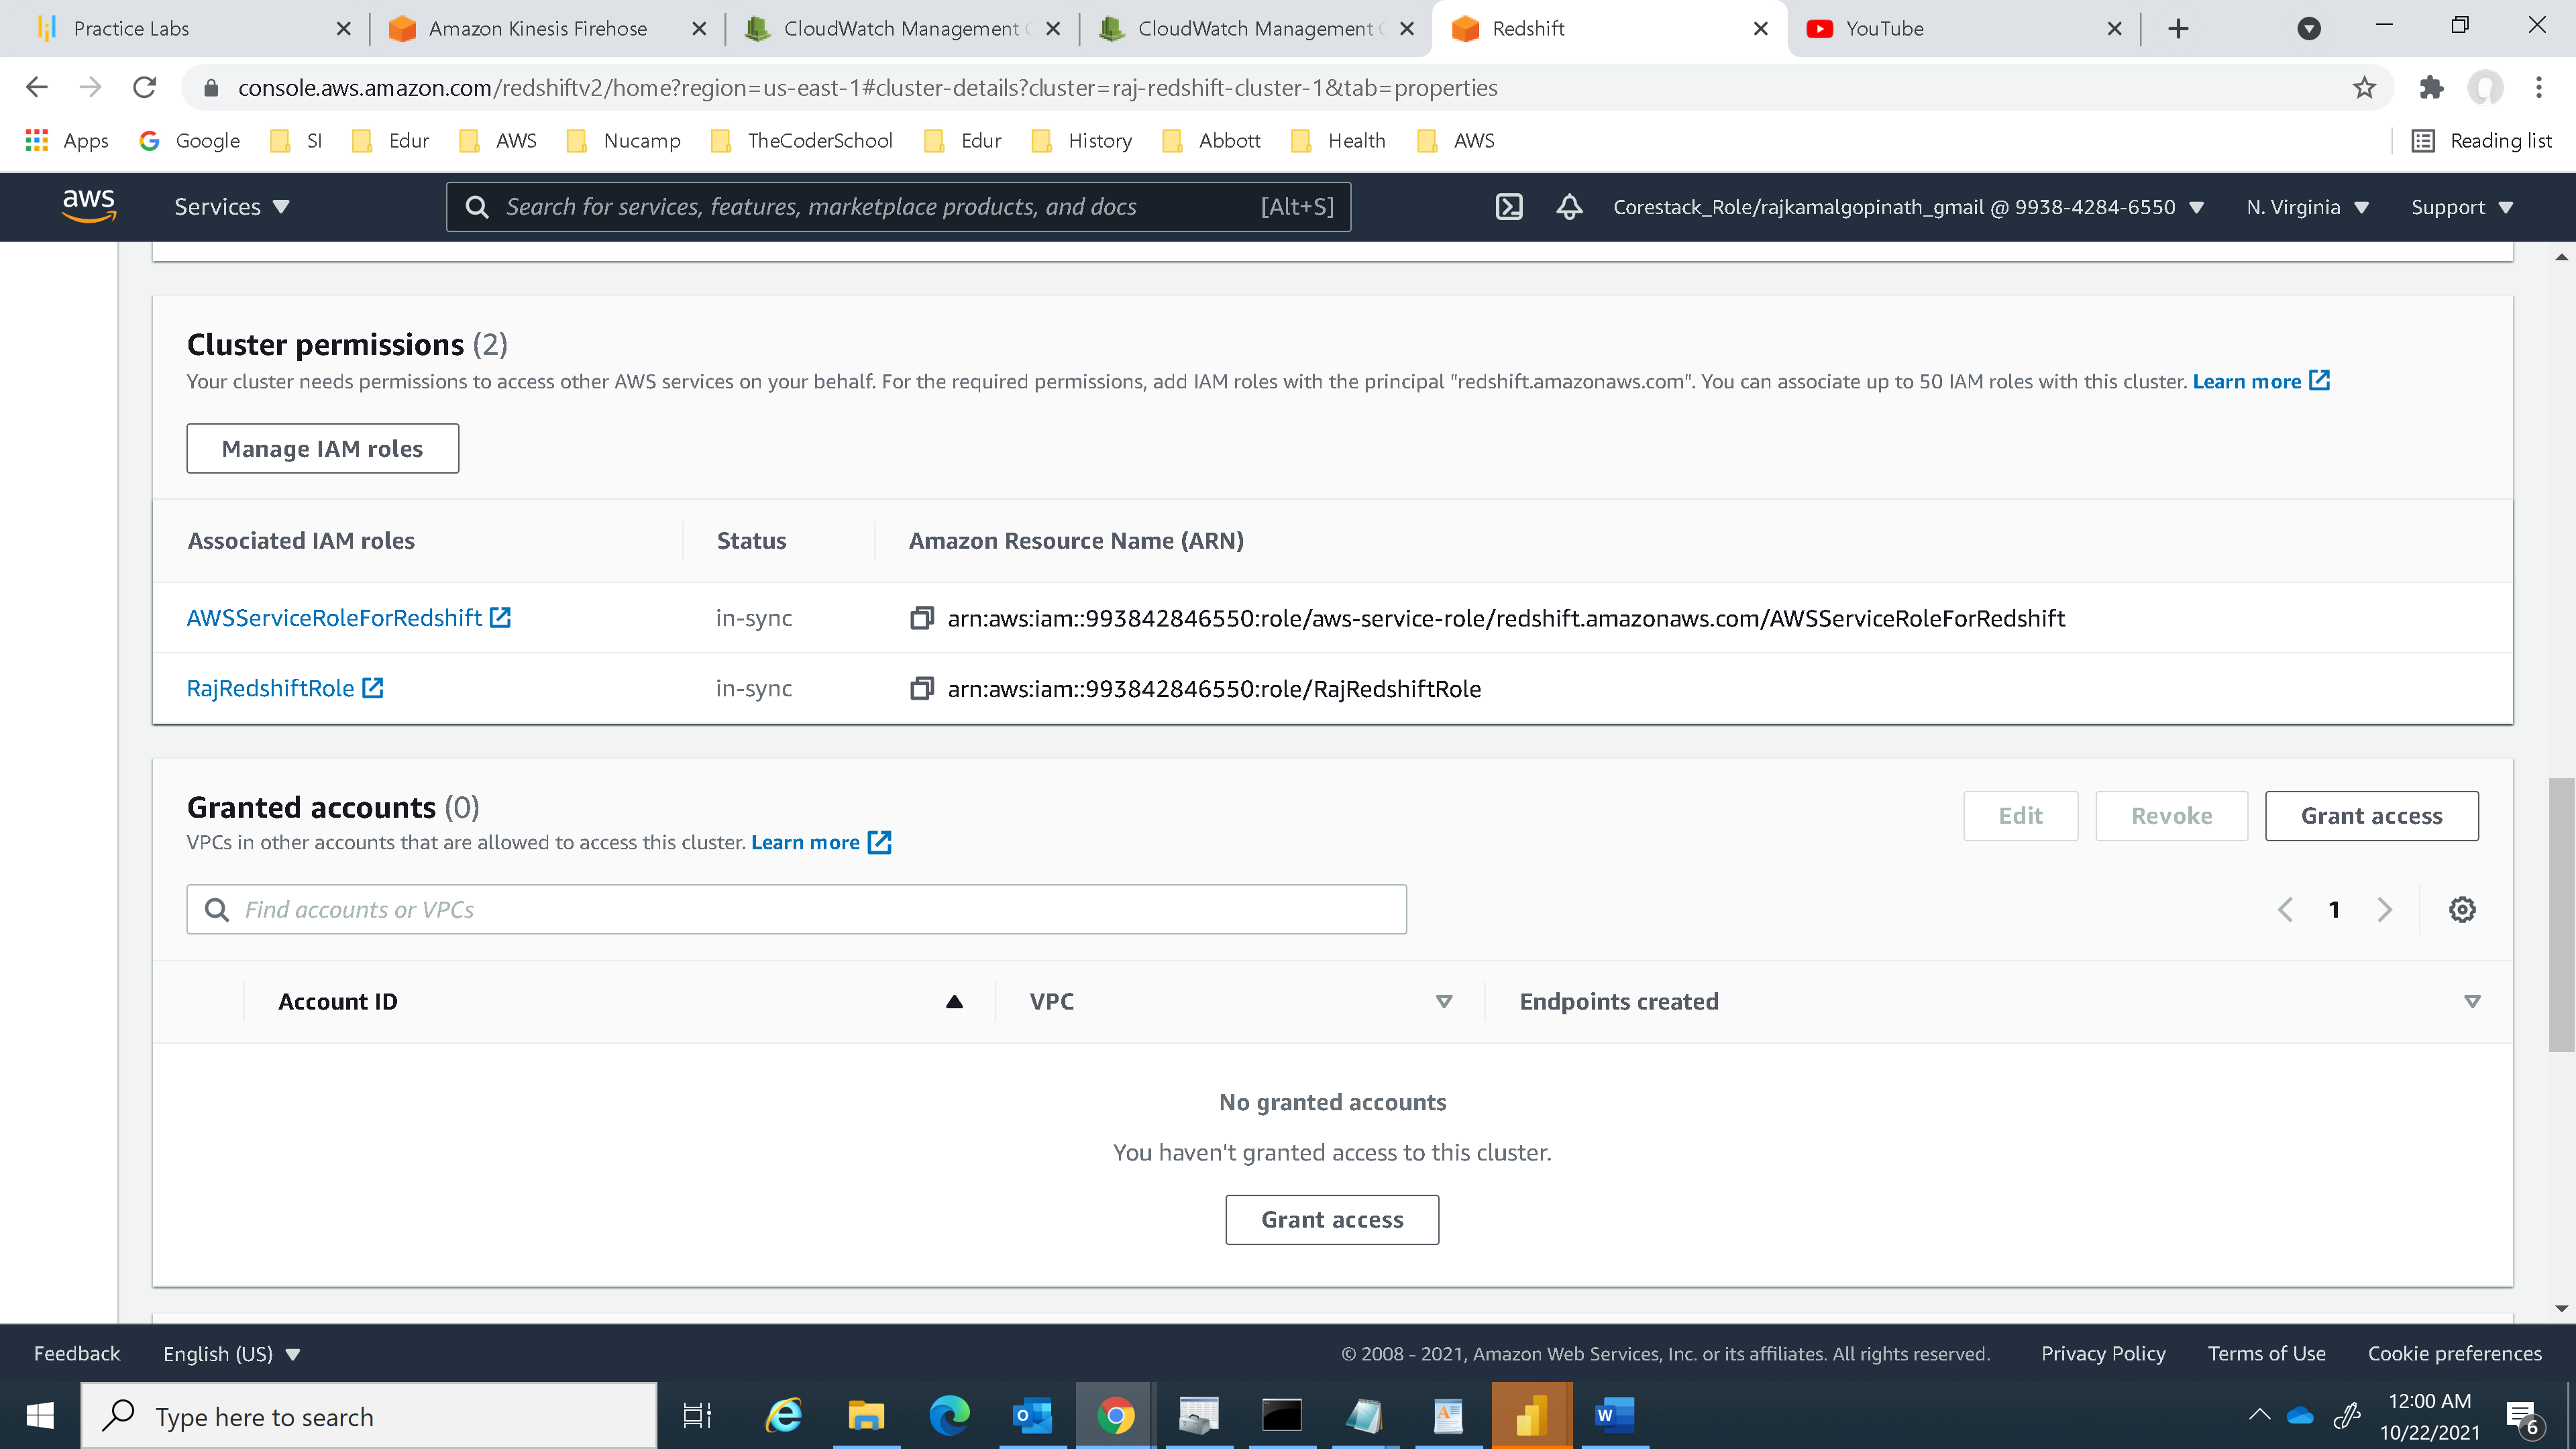 Practice Labs
Amazon Kinesis Firehose
CloudWatch Management C
CloudWatch Management C
Redshift
YouTube
console.aws.amazon.com/redshiftv2/home?region=us-east-1#cluster-details?cluster=raj-redshift-cluster-1&tab=properties
Apps Google SI Edur AWS Nucamp TheCoderSchool Edur History Abbott Health AWS Reading list
aws Services Search for services, features, marketplace products, and docs [Alt+S] Corestack_Role/rajkamalgopinath_gmail @ 9938-4284-6550 N. Virginia Support
Cluster permissions (2)
Your cluster needs permissions to access other AWS services on your behalf. For the required permissions, add IAM roles with the principal "redshift.amazonaws.com". You can associate up to 50 IAM roles with this cluster. Learn more
Manage IAM roles
Associated IAM roles Status Amazon Resource Name (ARN)
AWSServiceRoleForRedshift in-sync arn:aws:iam::993842846550:role/aws-service-role/redshift.amazonaws.com/AWSServiceRoleForRedshift
RajRedshiftRole in-sync arn:aws:iam::993842846550:role/RajRedshiftRole
Granted accounts (0)
VPCs in other accounts that are allowed to access this cluster. Learn more
Edit Revoke Grant access
Find accounts or VPCs
1
Account ID VPC Endpoints created
No granted accounts
You haven't granted access to this cluster.
Grant access
Feedback English (US) © 2008 - 2021, Amazon Web Services, Inc. or its affiliates. All rights reserved. Privacy Policy Terms of Use Cookie preferences
Type here to search
12:00 AM
10/22/2021
6